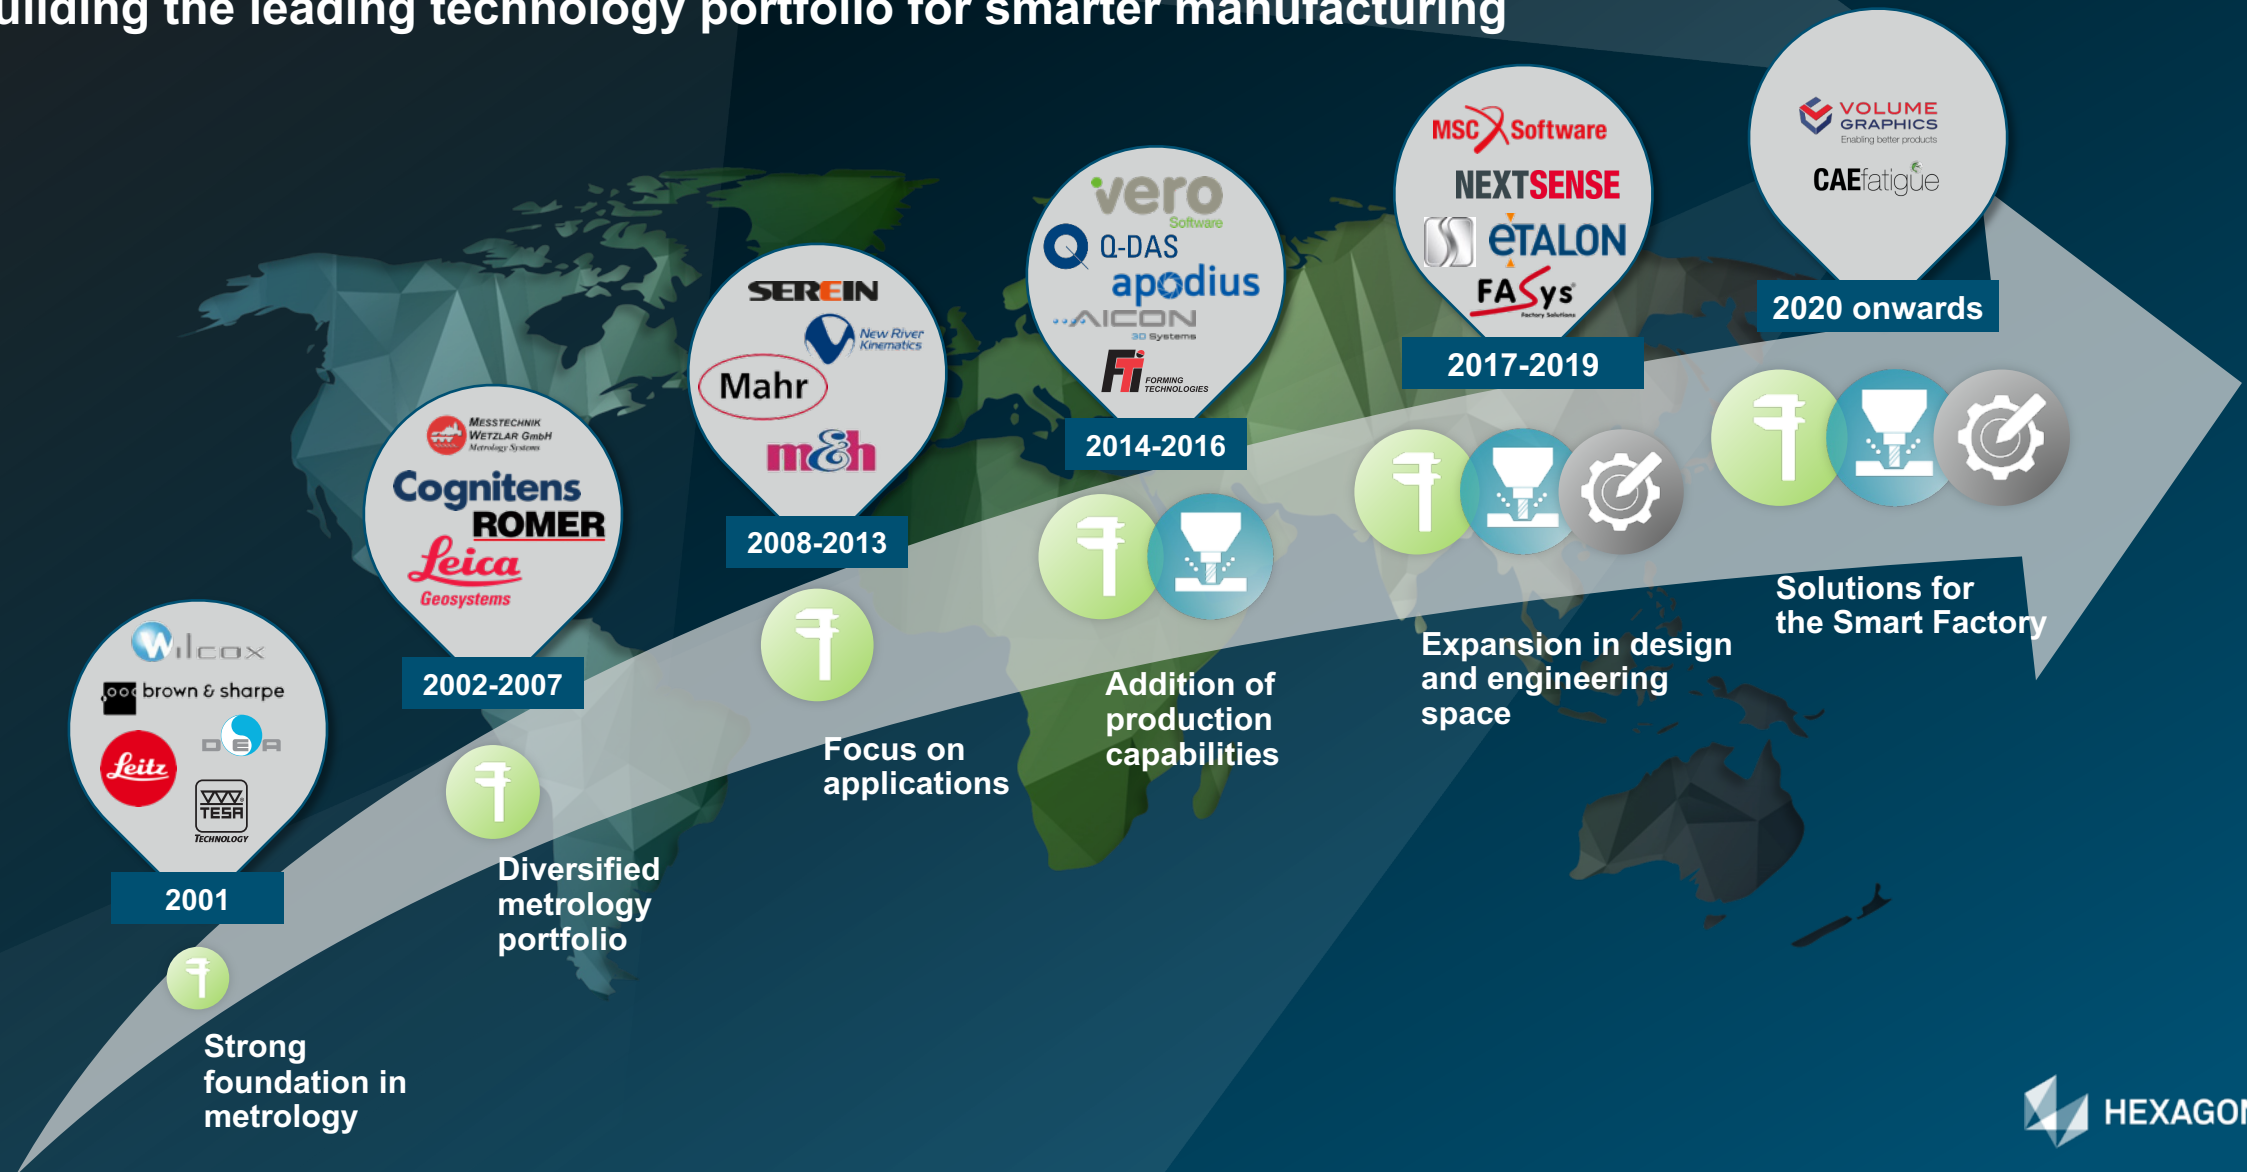 uilding the leading technology portfolio for smarter manufacturing
VOLUME
GRAPHICS
Enabling better products
CAEfatigue
2020 onwards
MSC Software
NEXTSENSE
eTALON
FASys
Factory Solutions
2017-2019
vero
Software
Q-DAS
apodius
AICON
3D Systems
FTi FORMING
TECHNOLOGIES
2014-2016
SEREIN
New River
Kinematics
Mahr
m&h
2008-2013
MESSTECHNIK
WETZLAR GmbH
Metrology Systems
Cognitens
ROMER
Leica
Geosystems
2002-2007
Wilcox
brown & sharpe
DEA
Leitz
TESA
TECHNOLOGY
2001
Strong
foundation in
metrology
Diversified
metrology
portfolio
Focus on
applications
Addition of
production
capabilities
Expansion in design
and engineering
space
Solutions for
the Smart Factory
HEXAGON